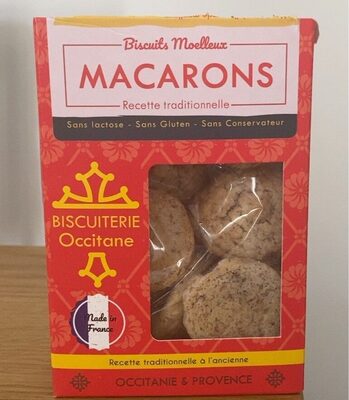 Biscuits Moelleux
MACARONS
Recette traditionnelle
Sans lactose - Sans Gluten - Sans Conservateur
BISCUITERIE
Occitane
Made in
France
Recette traditionnelle à l'ancienne
OCCITANIE & PROVENCE